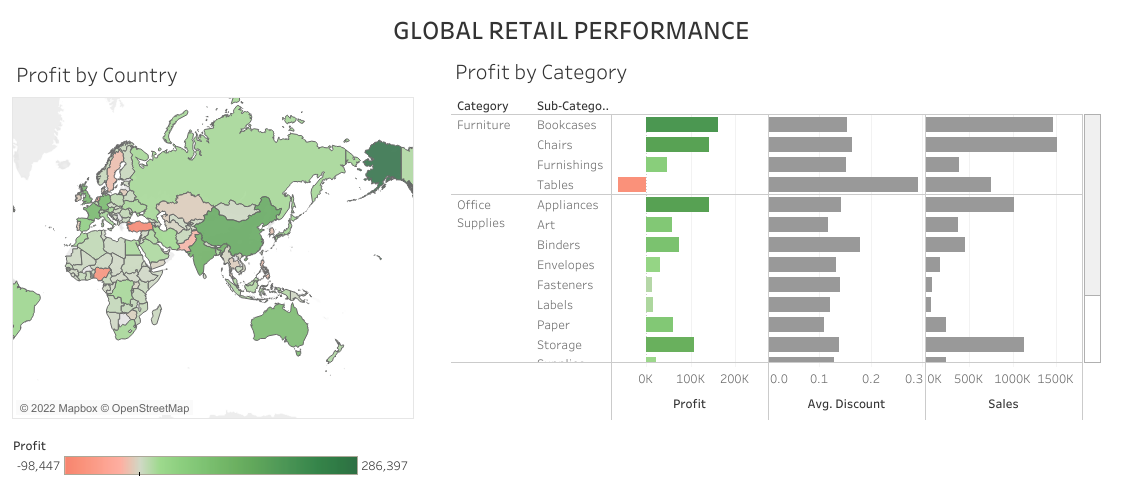 GLOBAL RETAIL PERFORMANCE
Profit by Country
Profit by Category
Category Sub-Catego..
Furniture Bookcases
Chairs
Furnishings
Tables
Office Supplies Appliances
Art
Binders
Envelopes
Fasteners
Labels
Paper
Storage
0K 100K 200K 0.0 0.1 0.2 0.3 0K 500K 1000K 1500K
Profit Avg. Discount Sales
© 2022 Mapbox © OpenStreetMap
Profit
-98,447 286,397